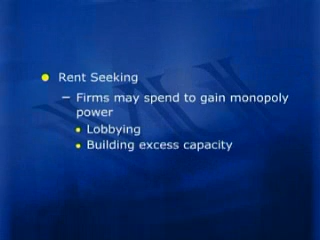 Rent Seeking
– Firms may spend to gain monopoly
power
Lobbying
Building excess capacity